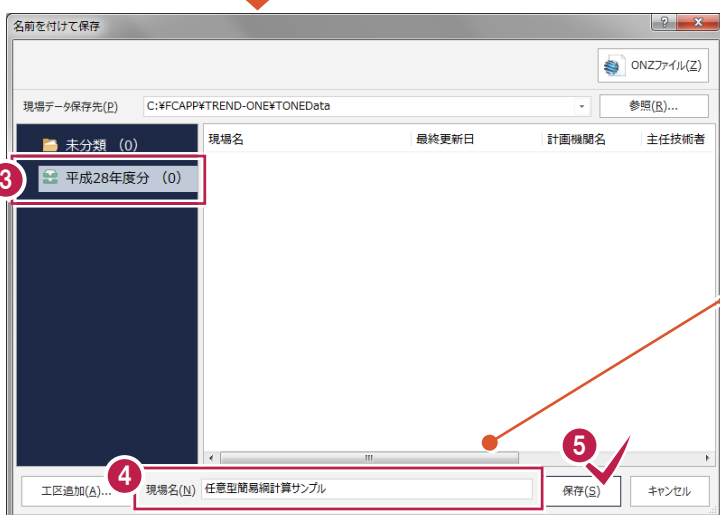 名前を付けて保存
ONZファイル(Z)
現場データ保存先(P) C:¥FCAPP¥TREND-ONE¥TONEData 参照(R)...
未分類 (0) 現場名 最終更新日 計画機関名 主任技術者
3 平成28年度分 (0)
4 5
工区追加(A)... 現場名(N) 任意型簡易網計算サンプル 保存(S) キャンセル